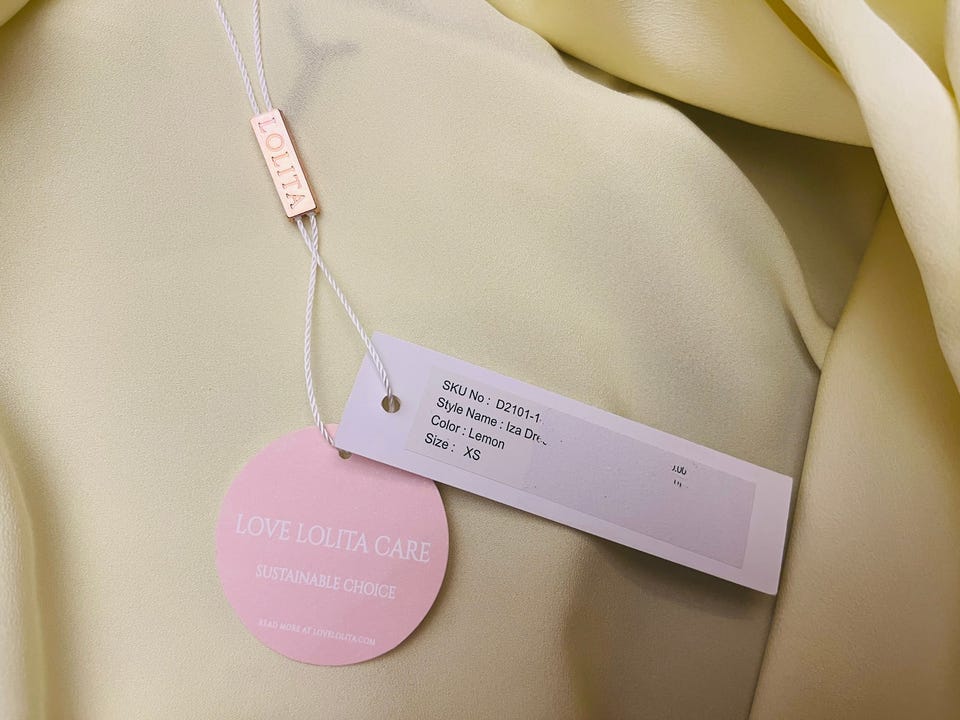 LOLITA
SKU No : D2101-1
Style Name : Iza
Color : Lemon
Size : XS
LOVE LOLITA CARE
SUSTAINABLE CHOICE
READ MORE AT LOVELOLITA.COM